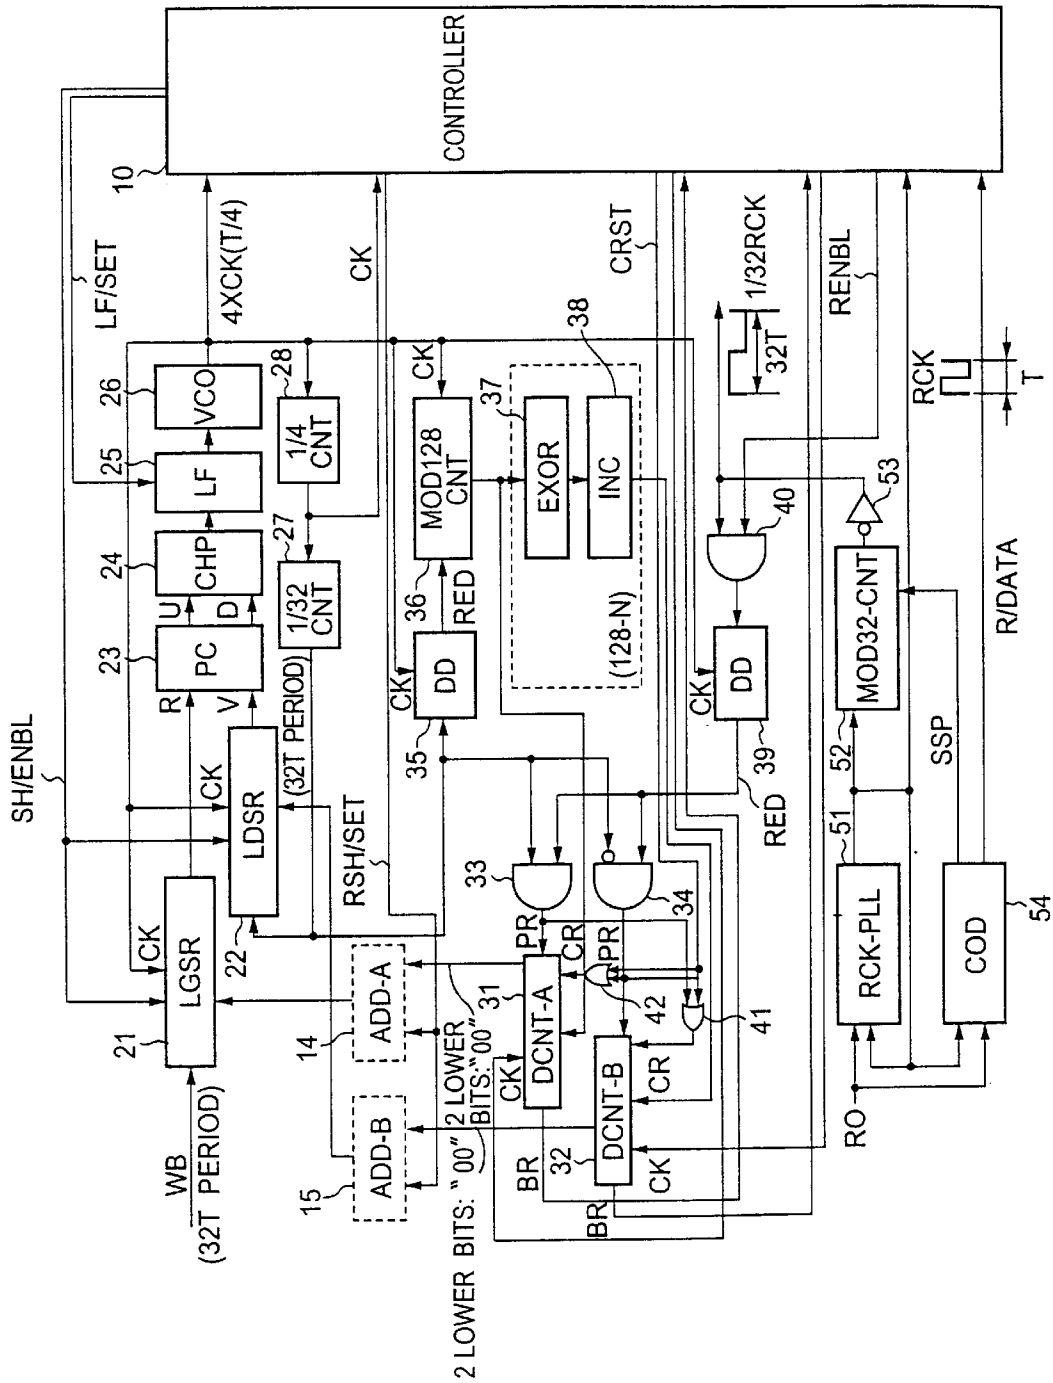 SH/ENBL
LF/SET
10
CONTROLLER
4XCK(T/4)
CK
WB
(32T PERIOD)
21
LGSR
CK
22
LDSR
CK
R
V
23
PC
U
D
24
CHP
25
LF
26
VCO
(32T PERIOD)
27
1/32
CNT
28
1/4
CNT
RSH/SET
15
ADD-B
14
ADD-A
2 LOWER BITS: "00"
2 LOWER
BITS:"00"
35
DD
CK
RED
36
MOD128
CNT
CK
37
EXOR
38
INC
(128-N)
CRST
33
34
PR
CR
PR
31
DCNT-A
CK
BR
42
41
32
DCNT-B
CR
CK
BR
39
DD
CK
RED
40
1/32RCK
32T
RENBL
RO
51
RCK-PLL
52
MOD32-CNT
53
SSP
54
COD
R/DATA
RCK
T